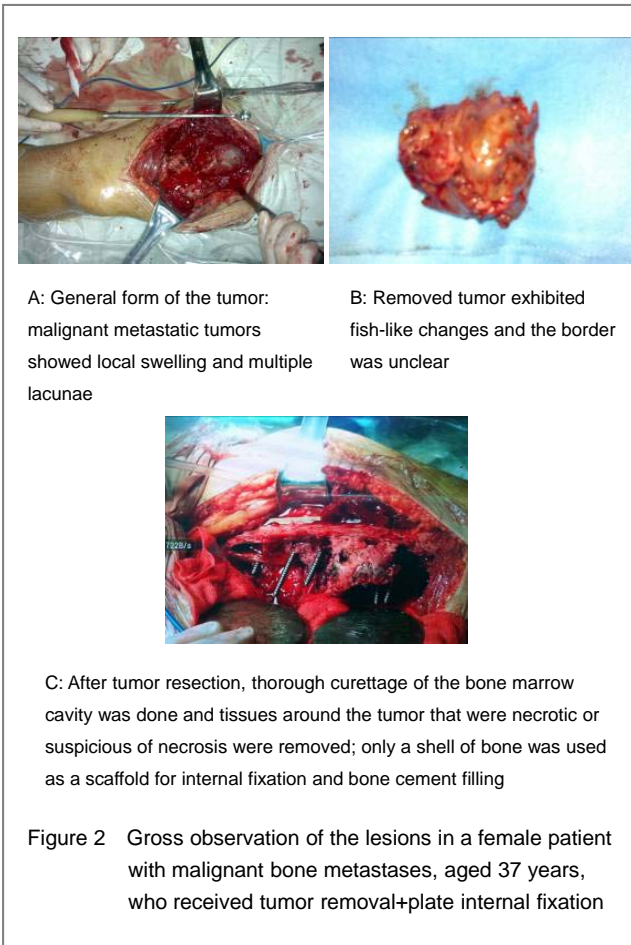 A: General form of the tumor:
malignant metastatic tumors
showed local swelling and multiple
lacunae
B: Removed tumor exhibited
fish-like changes and the border
was unclear
C: After tumor resection, thorough curettage of the bone marrow
cavity was done and tissues around the tumor that were necrotic or
suspicious of necrosis were removed; only a shell of bone was used
as a scaffold for internal fixation and bone cement filling
Figure 2 Gross observation of the lesions in a female patient
with malignant bone metastases, aged 37 years,
who received tumor removal+plate internal fixation